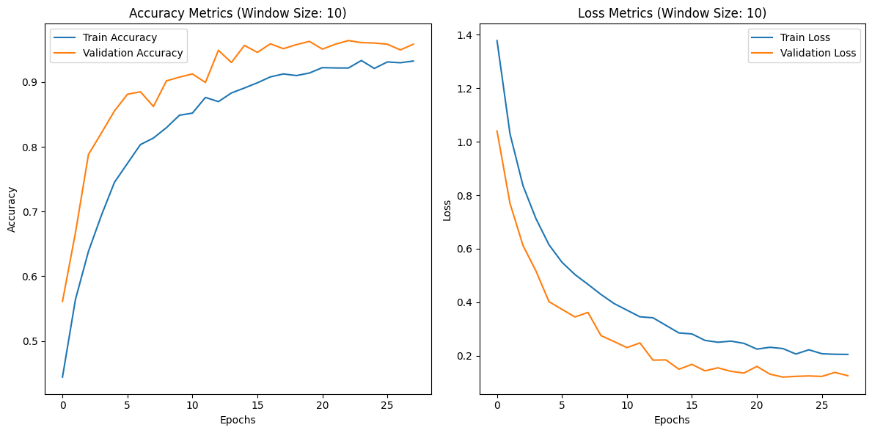 Accuracy Metrics (Window Size: 10)
Train Accuracy
Validation Accuracy
0.9
0.8
0.7
0.6
0.5
Accuracy
0 5 10 15 20 25
Epochs
Loss Metrics (Window Size: 10)
Train Loss
Validation Loss
1.4
1.2
1.0
0.8
0.6
0.4
0.2
Loss
0 5 10 15 20 25
Epochs